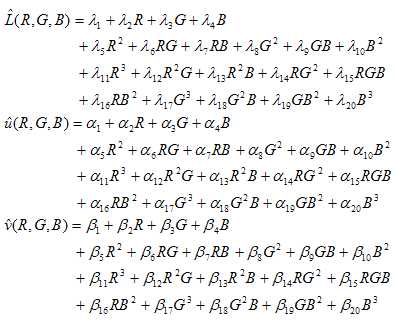 L̂(R,G,B) = λ₁ + λ₂R + λ₃G + λ₄B
+ λ₅R² + λ₆RG + λ₇RB + λ₈G² + λ₉GB + λ₁₀B²
+ λ₁₁R³ + λ₁₂R²G + λ₁₃R²B + λ₁₄RG² + λ₁₅RGB
+ λ₁₆RB² + λ₁₇G³ + λ₁₈G²B + λ₁₉GB² + λ₂₀B³
û(R,G,B) = α₁ + α₂R + α₃G + α₄B
+ α₅R² + α₆RG + α₇RB + α₈G² + α₉GB + α₁₀B²
+ α₁₁R³ + α₁₂R²G + α₁₃R²B + α₁₄RG² + α₁₅RGB
+ α₁₆RB² + α₁₇G³ + α₁₈G²B + α₁₉GB² + α₂₀B³
v̂(R,G,B) = β₁ + β₂R + β₃G + β₄B
+ β₅R² + β₆RG + β₇RB + β₈G² + β₉GB + β₁₀B²
+ β₁₁R³ + β₁₂R²G + β₁₃R²B + β₁₄RG² + β₁₅RGB
+ β₁₆RB² + β₁₇G³ + β₁₈G²B + β₁₉GB² + β₂₀B³